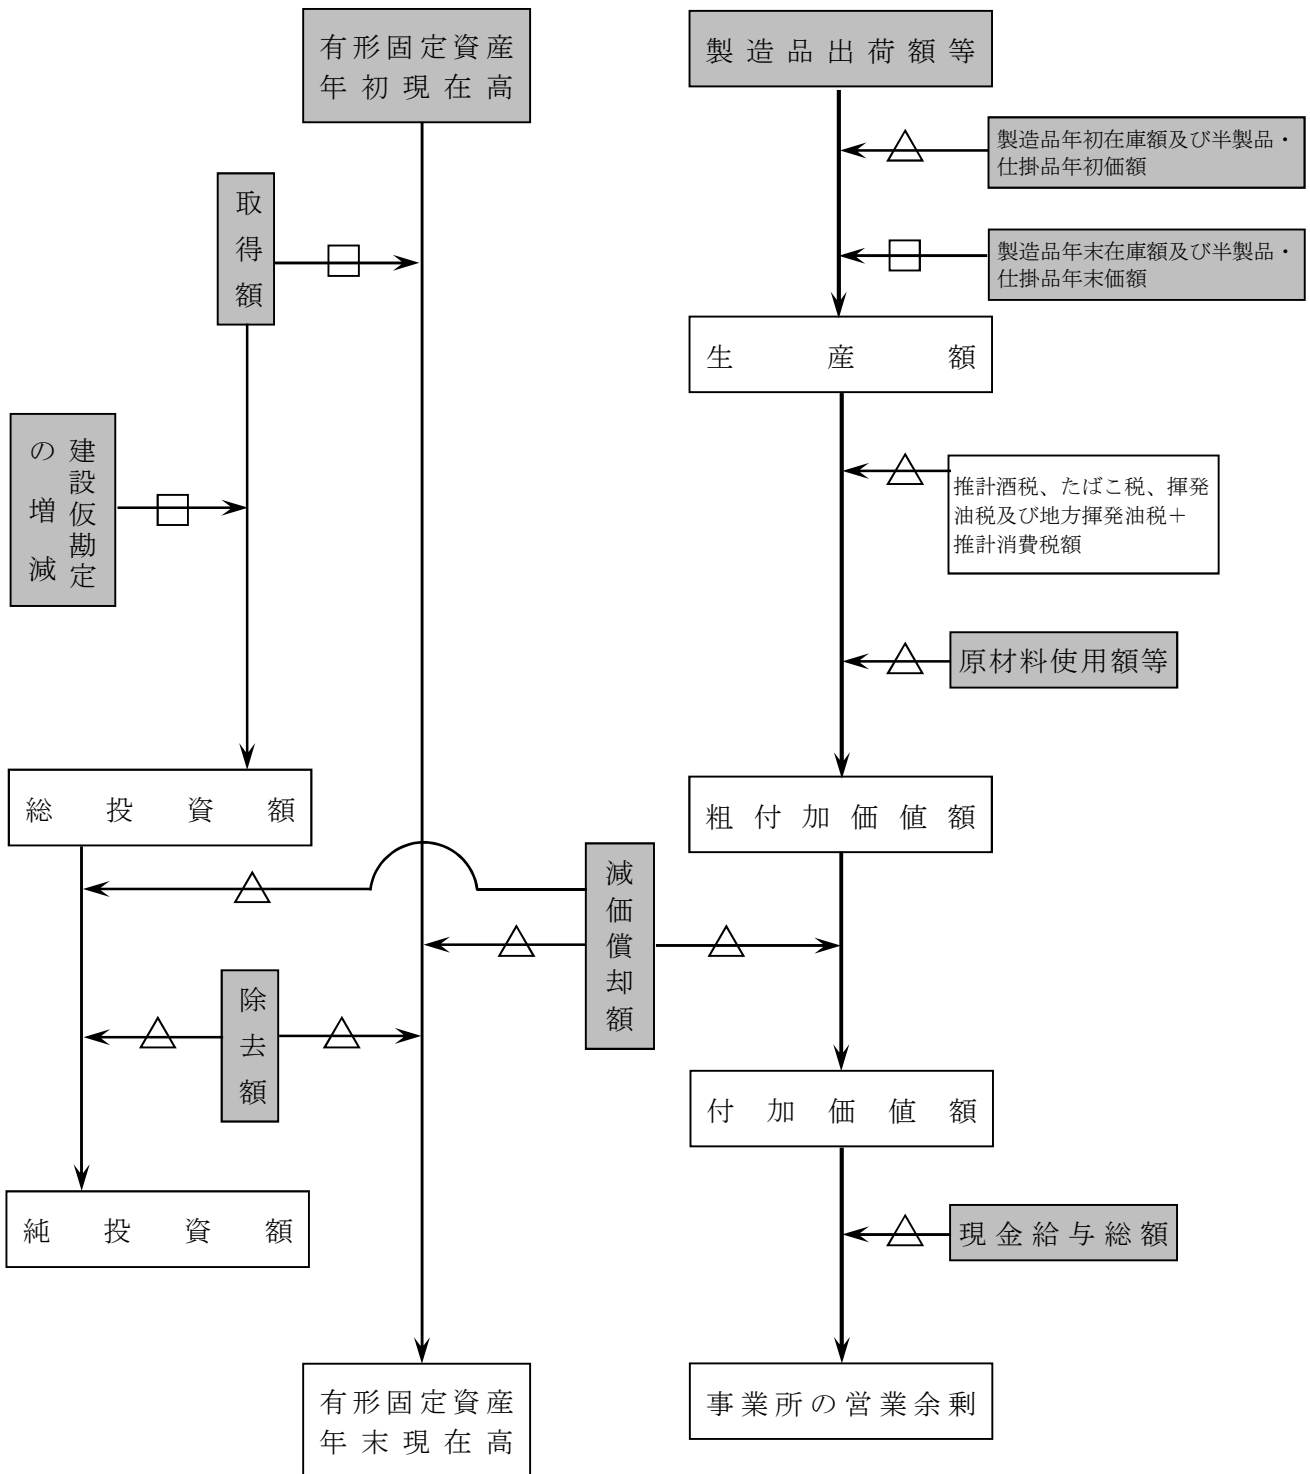 有形固定資産
年初現在高
製造品出荷額等
製造品年初在庫額及び半製品・
仕掛品年初価額
取得額
製造品年末在庫額及び半製品・
仕掛品年末価額
生産額
建設仮勘定
の増減
推計酒税、たばこ税、揮発
油税及び地方揮発油税＋
推計消費税額
原材料使用額等
総投資額
粗付加価値額
減価償却額
除去額
付加価値額
純投資額
現金給与総額
有形固定資産
年末現在高
事業所の営業余剰